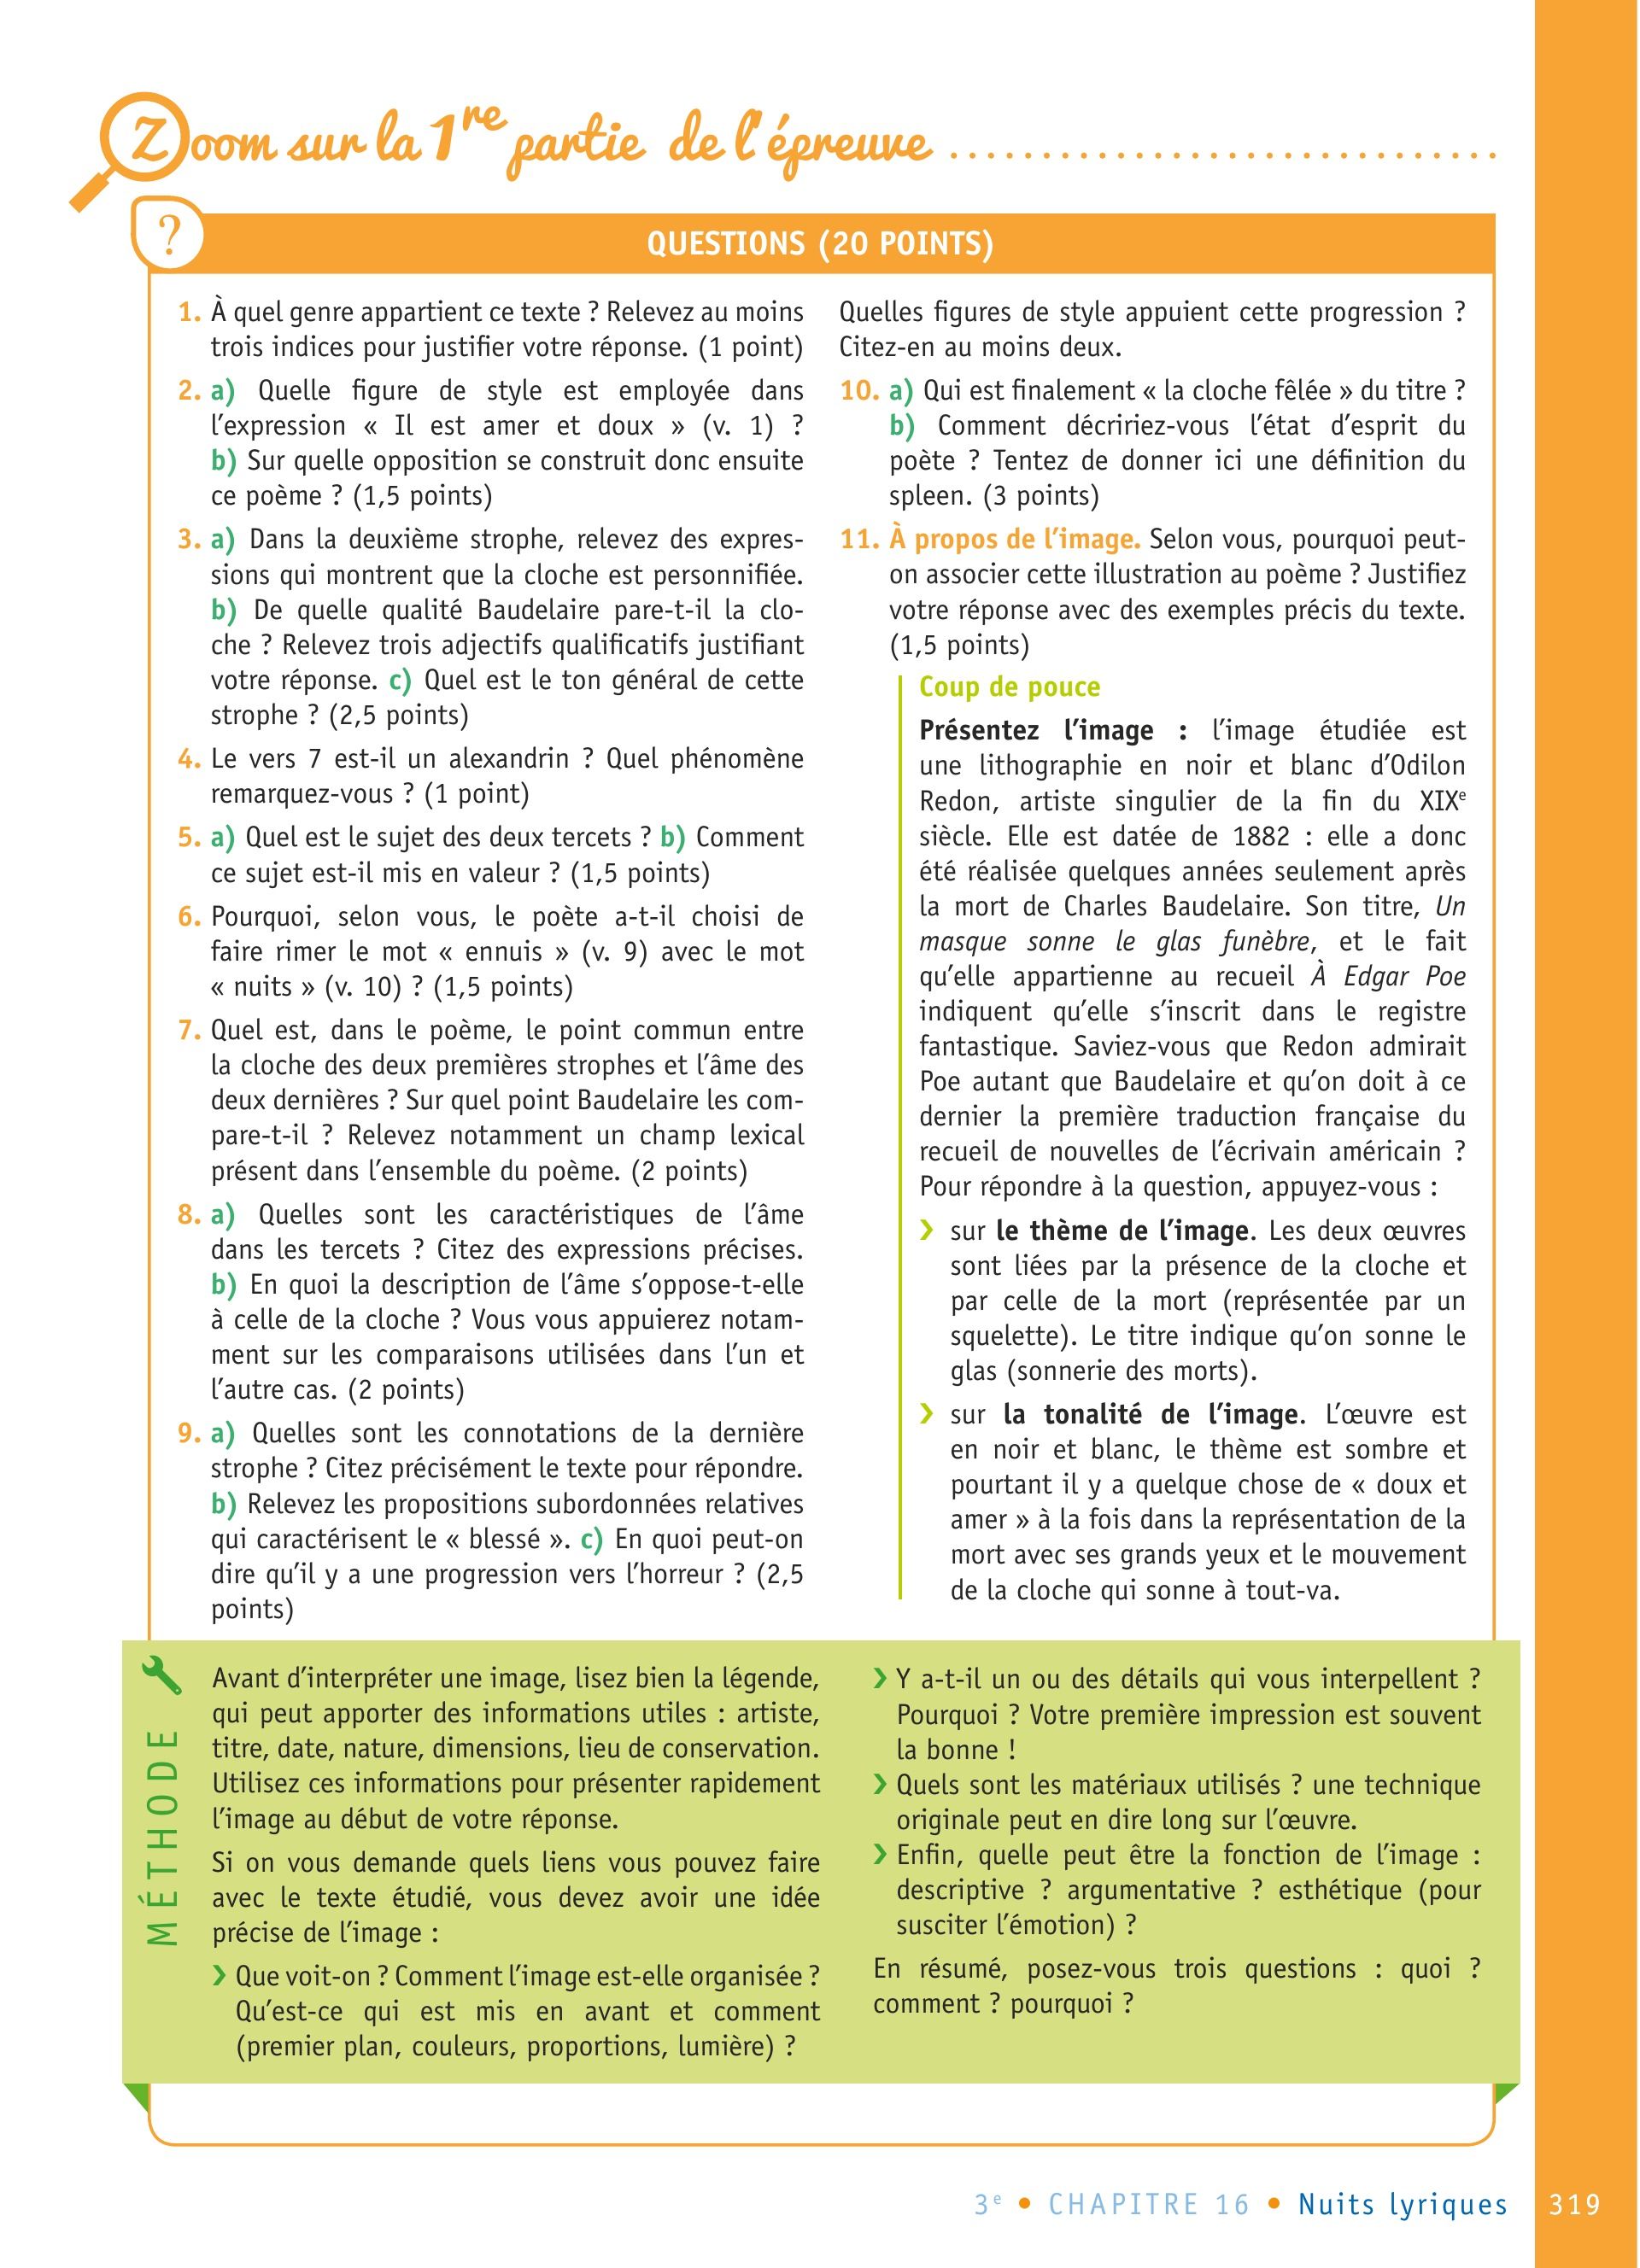 Zoom sur la 1re partie de l'épreuve
?
QUESTIONS (20 POINTS)
1. À quel genre appartient ce texte ? Relevez au moins
trois indices pour justifier votre réponse. (1 point)
2. a) Quelle figure de style est employée dans
l'expression « Il est amer et doux » (v. 1) ?
b) Sur quelle opposition se construit donc ensuite
ce poème ? (1,5 points)
3. a) Dans la deuxième strophe, relevez des expres-
sions qui montrent que la cloche est personnifiée.
b) De quelle qualité Baudelaire pare-t-il la clo-
che ? Relevez trois adjectifs qualificatifs justifiant
votre réponse. c) Quel est le ton général de cette
strophe ? (2,5 points)
4. Le vers 7 est-il un alexandrin ? Quel phénomène
remarquez-vous ? (1 point)
5. a) Quel est le sujet des deux tercets ? b) Comment
ce sujet est-il mis en valeur ? (1,5 points)
6. Pourquoi, selon vous, le poète a-t-il choisi de
faire rimer le mot « ennuis » (v. 9) avec le mot
« nuits » (v. 10) ? (1,5 points)
7. Quel est, dans le poème, le point commun entre
la cloche des deux premières strophes et l'âme des
deux dernières ? Sur quel point Baudelaire les com-
pare-t-il ? Relevez notamment un champ lexical
présent dans l'ensemble du poème. (2 points)
8. a) Quelles sont les caractéristiques de l'âme
dans les tercets ? Citez des expressions précises.
b) En quoi la description de l'âme s'oppose-t-elle
à celle de la cloche ? Vous vous appuierez notam-
ment sur les comparaisons utilisées dans l'un et
l'autre cas. (2 points)
9. a) Quelles sont les connotations de la dernière
strophe ? Citez précisément le texte pour répondre.
b) Relevez les propositions subordonnées relatives
qui caractérisent le « blessé ». c) En quoi peut-on
dire qu'il y a une progression vers l'horreur ? (2,5
points)
Quelles figures de style appuient cette progression ?
Citez-en au moins deux.
10. a) Qui est finalement « la cloche fêlée » du titre ?
b) Comment décririez-vous l'état d'esprit du
poète ? Tentez de donner ici une définition du
spleen. (3 points)
11. À propos de l'image. Selon vous, pourquoi peut-
on associer cette illustration au poème ? Justifiez
votre réponse avec des exemples précis du texte.
(1,5 points)
Coup de pouce
Présentez l'image : l'image étudiée est
une lithographie en noir et blanc d'Odilon
Redon, artiste singulier de la fin du XIXe
siècle. Elle est datée de 1882 : elle a donc
été réalisée quelques années seulement après
la mort de Charles Baudelaire. Son titre, Un
masque sonne le glas funèbre, et le fait
qu'elle appartienne au recueil À Edgar Poe
indiquent qu'elle s'inscrit dans le registre
fantastique. Saviez-vous que Redon admirait
Poe autant que Baudelaire et qu'on doit à ce
dernier la première traduction française du
recueil de nouvelles de l'écrivain américain ?
Pour répondre à la question, appuyez-vous :
› sur le thème de l'image. Les deux œuvres
sont liées par la présence de la cloche et
par celle de la mort (représentée par un
squelette). Le titre indique qu'on sonne le
glas (sonnerie des morts).
› sur la tonalité de l'image. L'œuvre est
en noir et blanc, le thème est sombre et
pourtant il y a quelque chose de « doux et
amer » à la fois dans la représentation de la
mort avec ses grands yeux et le mouvement
de la cloche qui sonne à tout-va.
MÉTHODE
Avant d'interpréter une image, lisez bien la légende,
qui peut apporter des informations utiles : artiste,
titre, date, nature, dimensions, lieu de conservation.
Utilisez ces informations pour présenter rapidement
l'image au début de votre réponse.
Si on vous demande quels liens vous pouvez faire
avec le texte étudié, vous devez avoir une idée
précise de l'image :
› Que voit-on ? Comment l'image est-elle organisée ?
Qu'est-ce qui est mis en avant et comment
(premier plan, couleurs, proportions, lumière) ?
› Y a-t-il un ou des détails qui vous interpellent ?
Pourquoi ? Votre première impression est souvent
la bonne !
› Quels sont les matériaux utilisés ? une technique
originale peut en dire long sur l'œuvre.
› Enfin, quelle peut être la fonction de l'image :
descriptive ? argumentative ? esthétique (pour
susciter l'émotion) ?
En résumé, posez-vous trois questions : quoi ?
comment ? pourquoi ?
3e • CHAPITRE 16 • Nuits lyriques 319